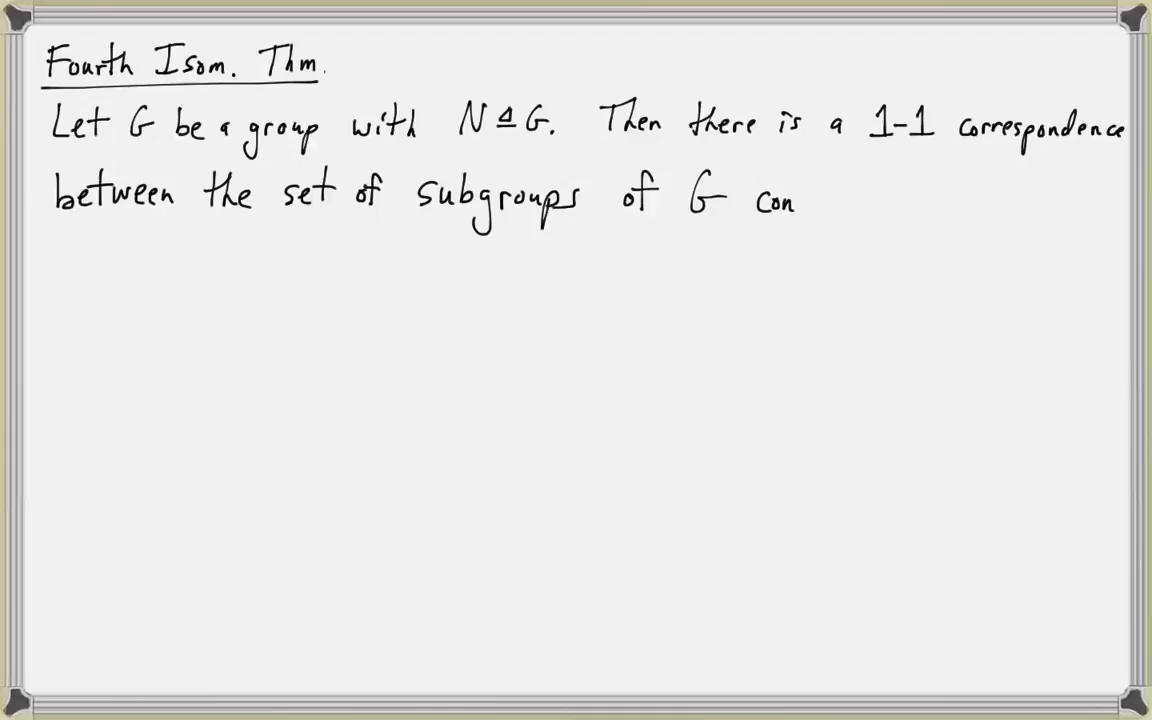 Fourth Isom. Thm.
Let G be a group with N ⊴ G. Then there is a 1-1 correspondence
between the set of subgroups of G con